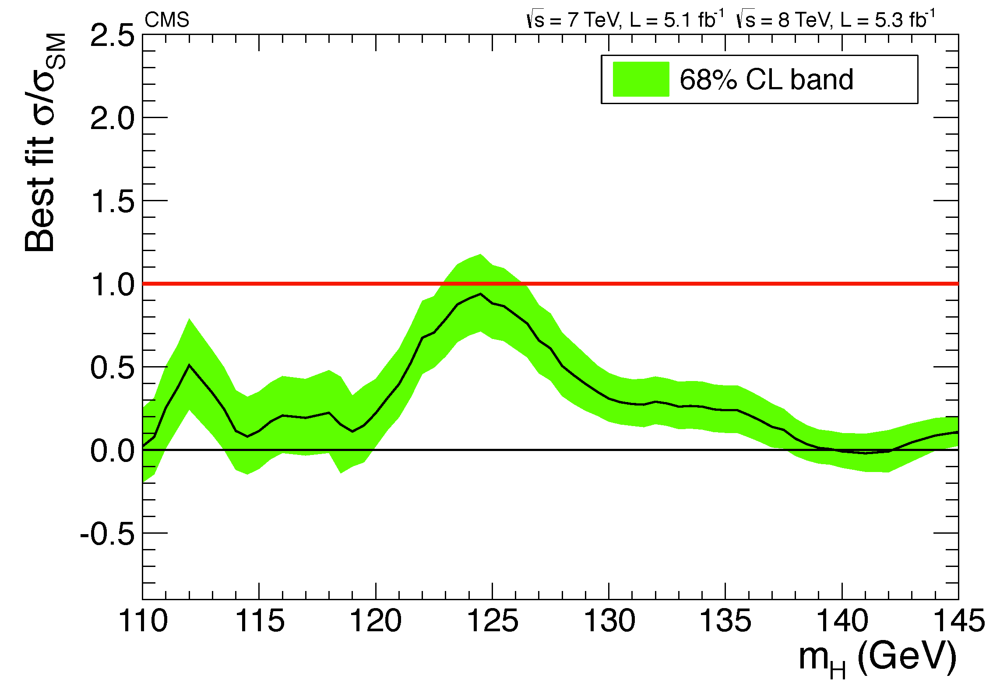 CMS √s = 7 TeV, L = 5.1 fb⁻¹ √s = 8 TeV, L = 5.3 fb⁻¹
Best fit σ/σSM
2.5
2.0
1.5
1.0
0.5
0.0
-0.5
68% CL band
110 115 120 125 130 135 140 145
mH (GeV)